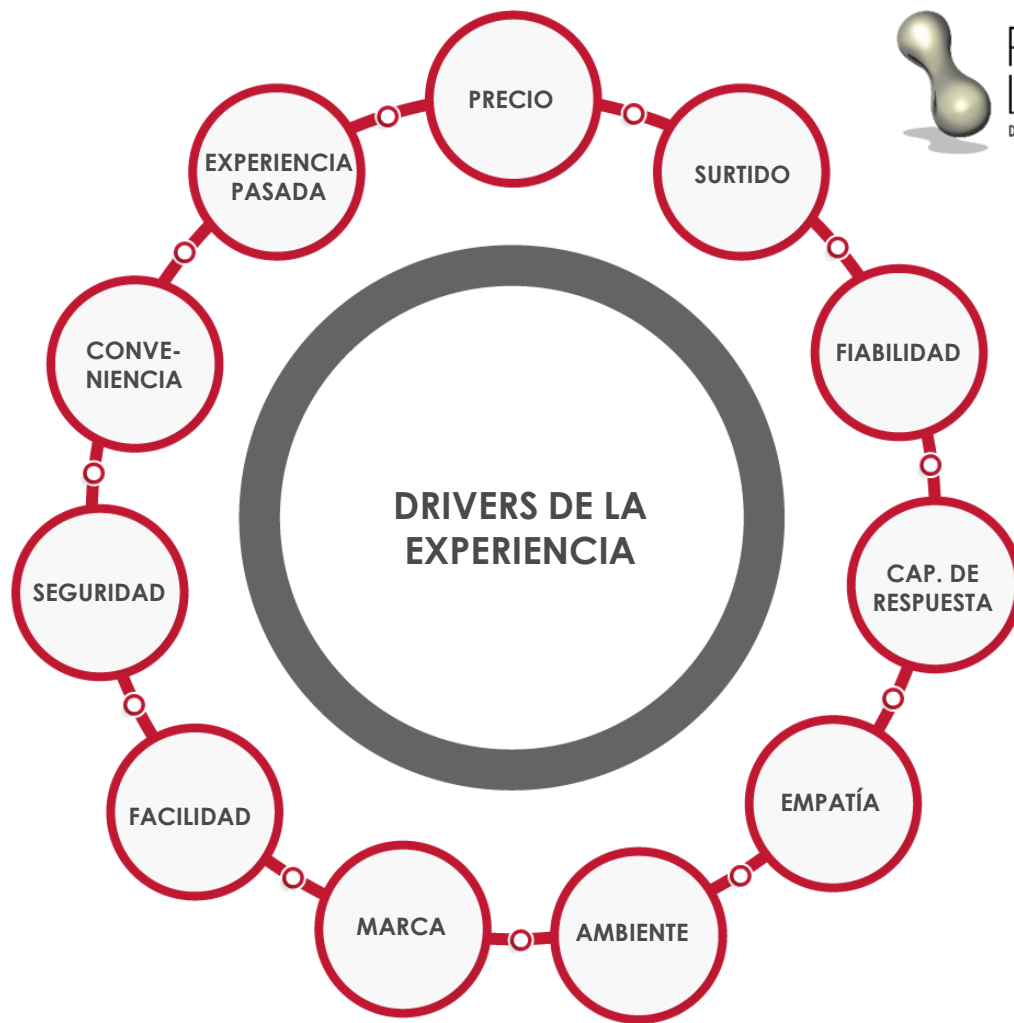 PRECIO
SURTIDO
FIABILIDAD
CAP. DE
RESPUESTA
EMPATÍA
AMBIENTE
MARCA
FACILIDAD
SEGURIDAD
CONVE-
NIENCIA
EXPERIENCIA
PASADA
DRIVERS DE LA
EXPERIENCIA